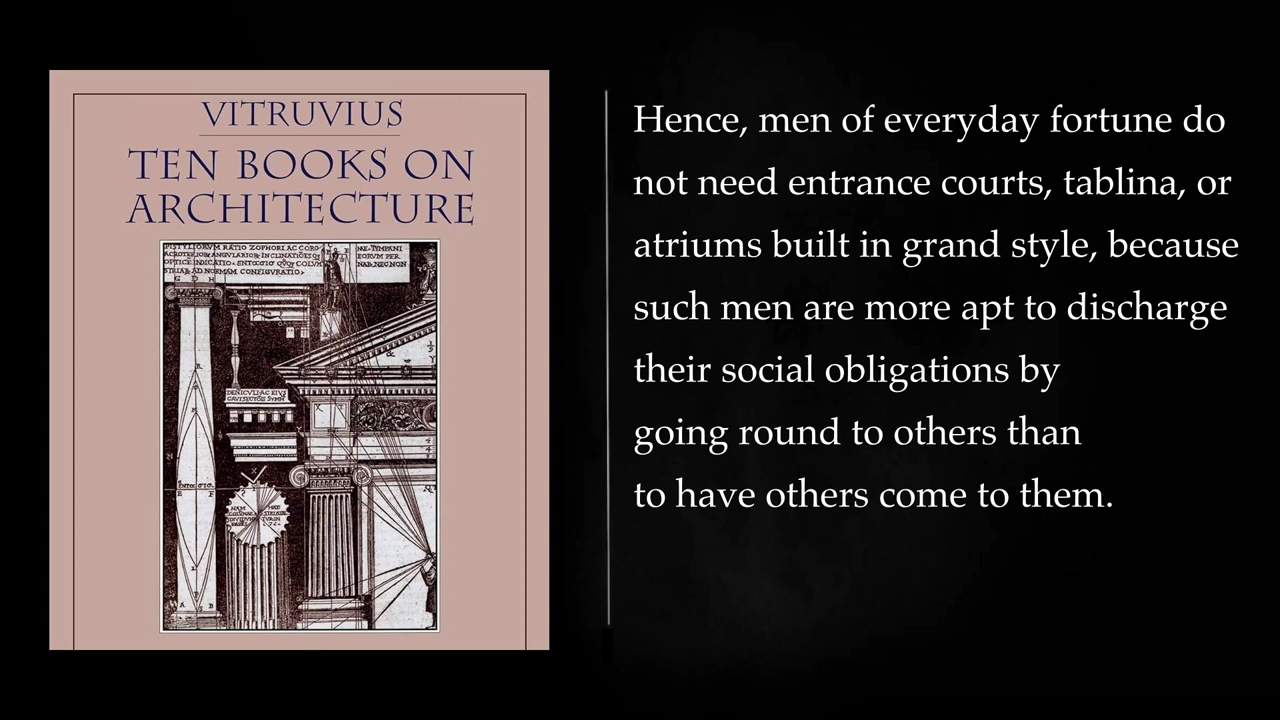 VITRUVIUS
TEN BOOKS ON
ARCHITECTURE
Hence, men of everyday fortune do
not need entrance courts, tablina, or
atriums built in grand style, because
such men are more apt to discharge
their social obligations by
going round to others than
to have others come to them.